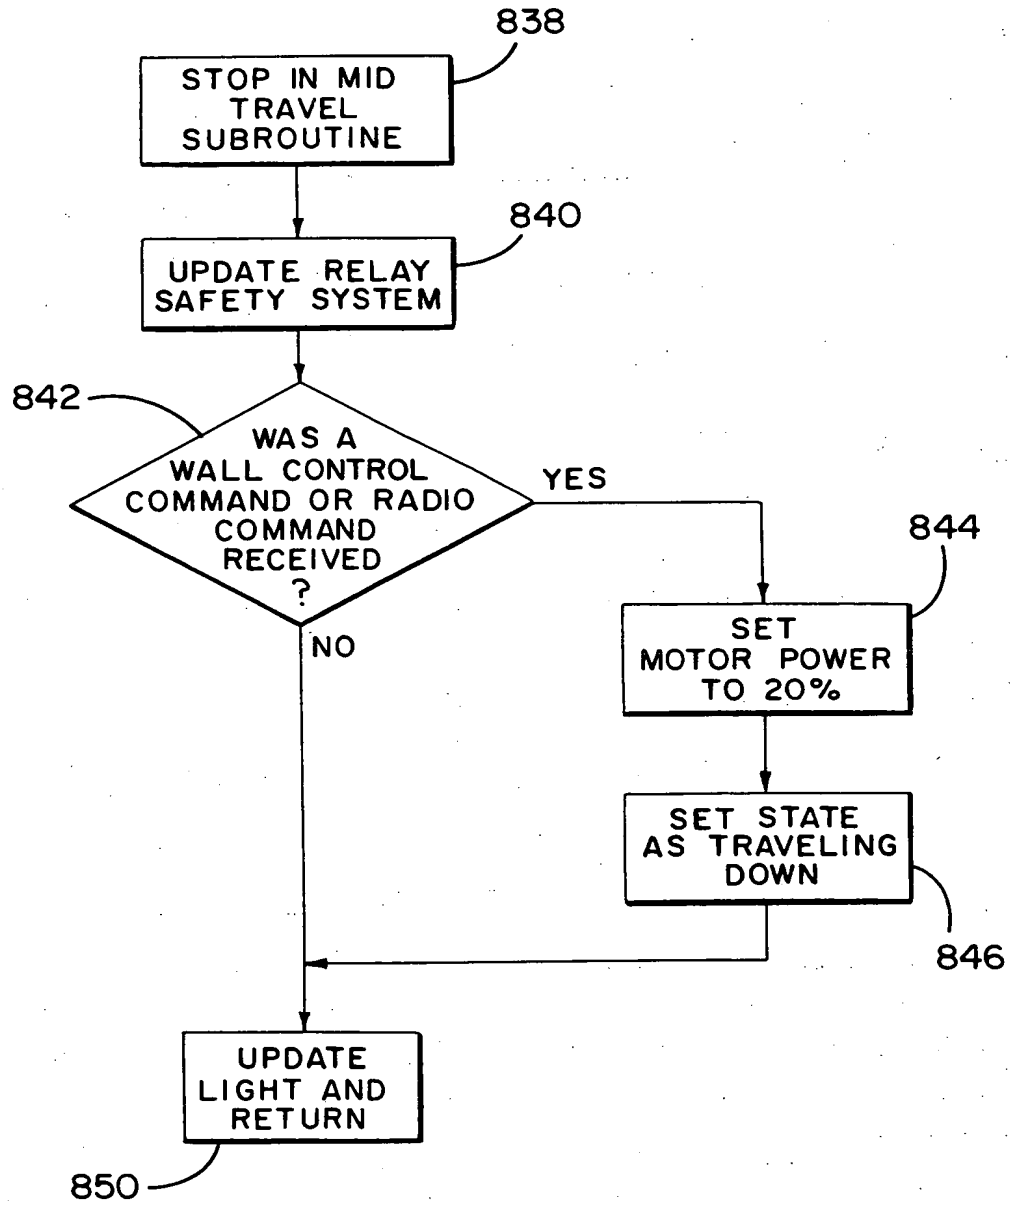 838
STOP IN MID
TRAVEL
SUBROUTINE
840
UPDATE RELAY
SAFETY SYSTEM
842
WAS A
WALL CONTROL
COMMAND OR RADIO
COMMAND
RECEIVED
?
YES
NO
844
SET
MOTOR POWER
TO 20%
SET STATE
AS TRAVELING
DOWN
846
UPDATE
LIGHT AND
RETURN
850